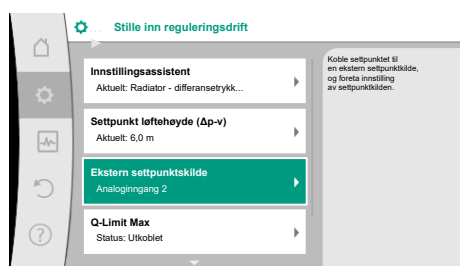 ... Stille inn reguleringsdrift
Innstillingsassistent
Aktuelt: Radiator - differansetrykk...
Settpunkt løftehøyde (Δp-v)
Aktuelt: 6,0 m
Ekstern settpunktskilde
Analoginngang 2
Q-Limit Max
Status: Utkoblet
Koble settpunktet til
en ekstern settpunktkilde,
og foreta innstilling
av settpunktkilden.